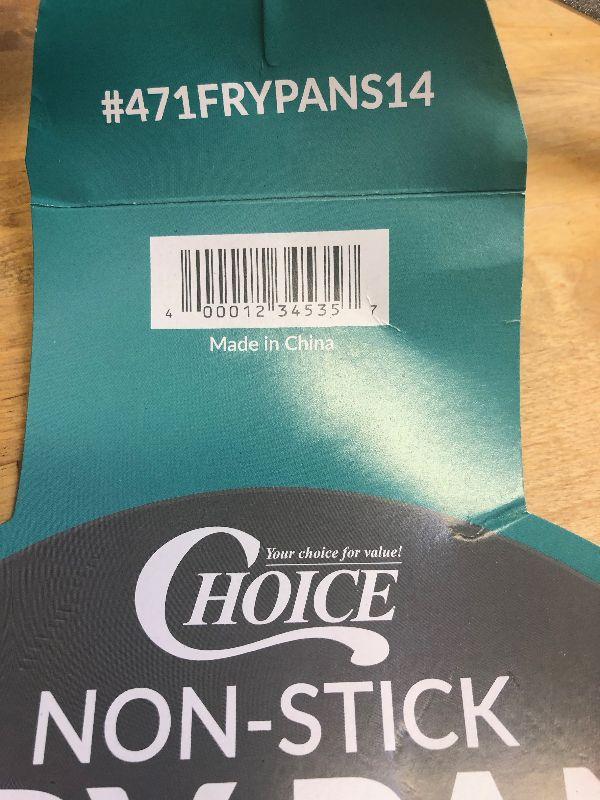 #471FRYPANS14
4 00012 34535 7
Made in China
Your choice for value!
CHOICE
NON-STICK